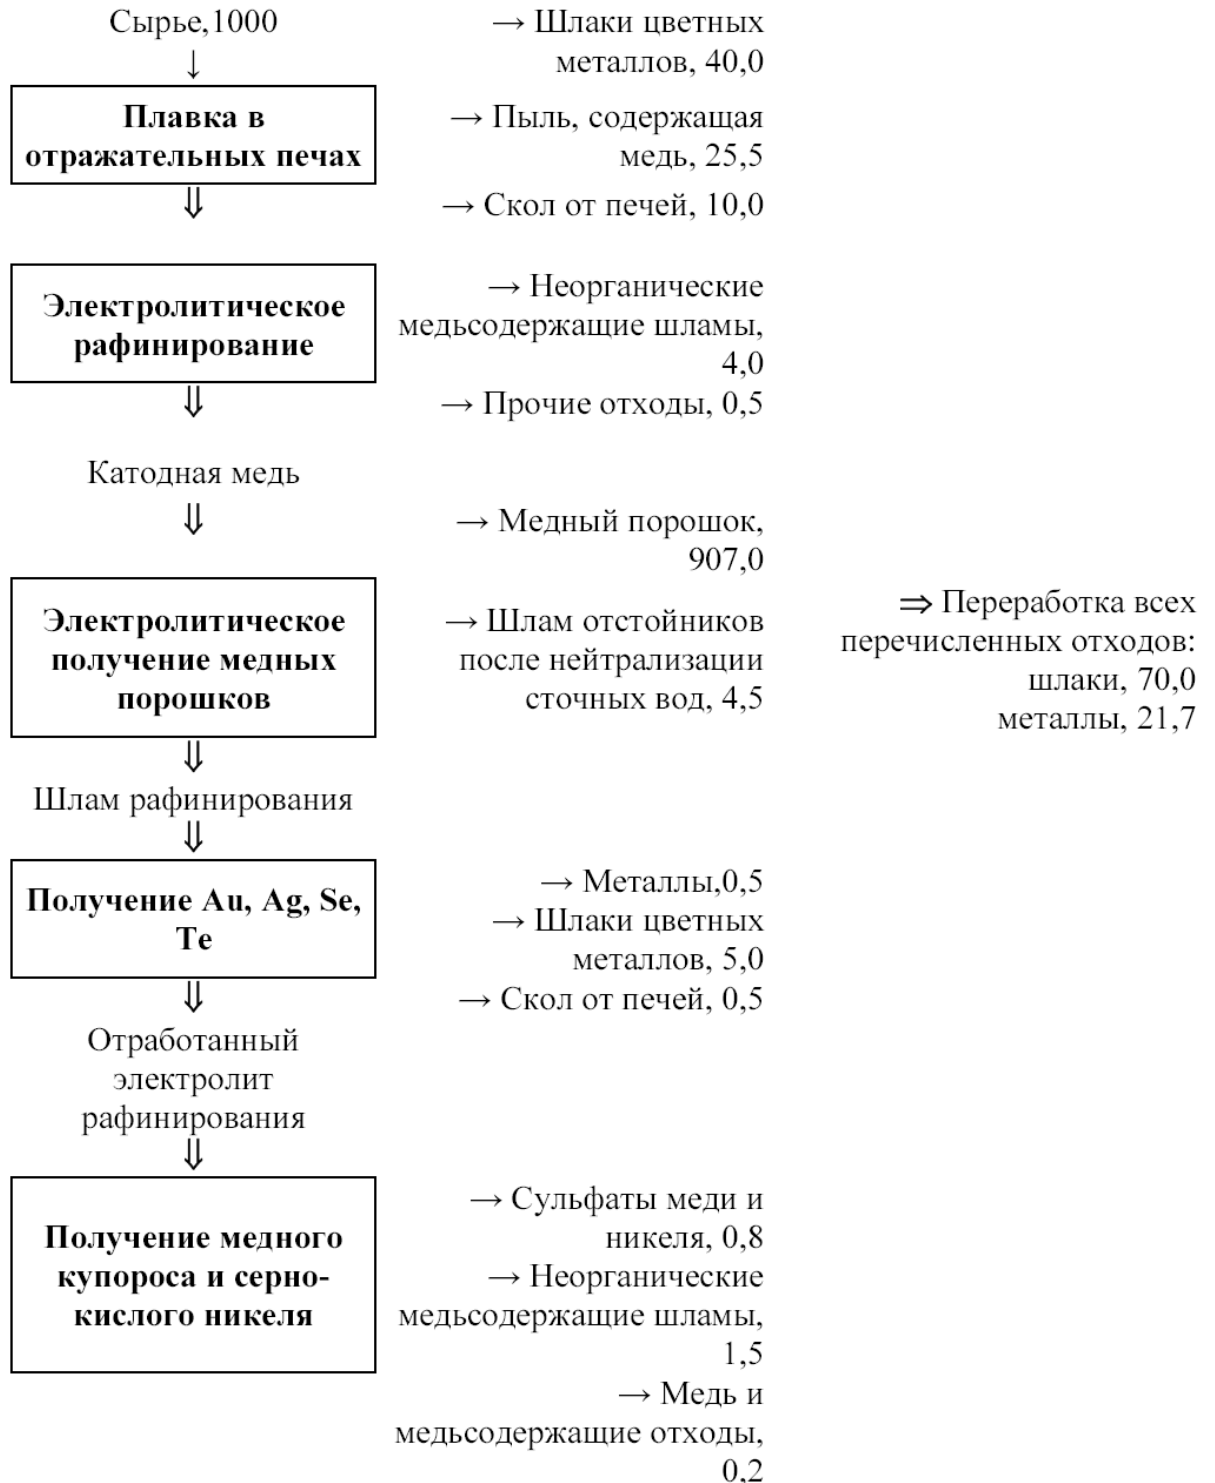 Сырье,1000
↓
Плавка в
отражательных печах
⇓
→ Шлаки цветных
металлов, 40,0
→ Пыль, содержащая
медь, 25,5
→ Скол от печей, 10,0
Электролитическое
рафинирование
⇓
→ Неорганические
медьсодержащие шламы,
4,0
→ Прочие отходы, 0,5
Катодная медь
⇓
Электролитическое
получение медных
порошков
⇓
→ Медный порошок,
907,0
→ Шлам отстойников
после нейтрализации
сточных вод, 4,5
⇒ Переработка всех
перечисленных отходов:
шлаки, 70,0
металлы, 21,7
Шлам рафинирования
⇓
Получение Au, Ag, Se,
Te
⇓
→ Металлы,0,5
→ Шлаки цветных
металлов, 5,0
→ Скол от печей, 0,5
Отработанный
электролит
рафинирования
⇓
Получение медного
купороса и серно-
кислого никеля
→ Сульфаты меди и
никеля, 0,8
→ Неорганические
медьсодержащие шламы,
1,5
→ Медь и
медьсодержащие отходы,
0,2